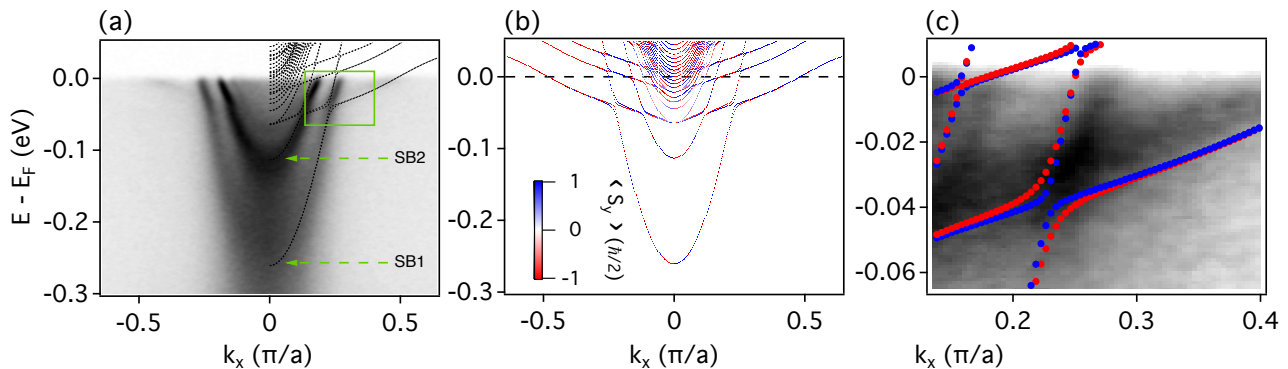 (a)
E - E_F (eV)
0.0
-0.1
-0.2
-0.3
SB2
SB1
-0.5
0
0.5
k_x (π/a)
(b)
0.0
-0.1
-0.2
-0.3
1
0
-1
< S_y > (ħ/2)
-0.5
0
0.5
k_x (π/a)
(c)
0
-0.02
-0.04
-0.06
0.2
0.3
0.4
k_x (π/a)